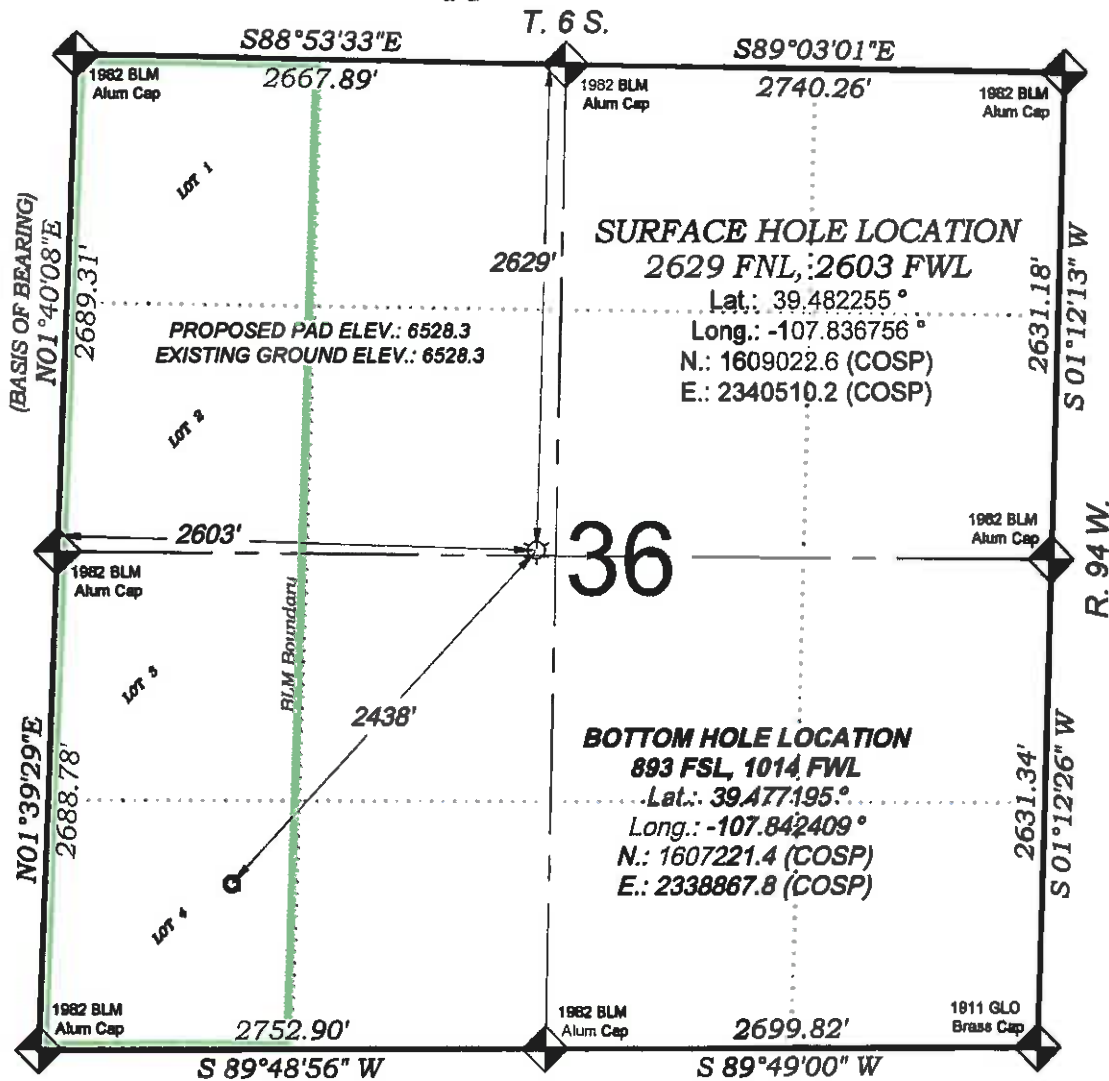 T. 6 S.
S88°53'33"E
2667.89'
S89°03'01"E
2740.26'
1982 BLM
Alum Cap
1982 BLM
Alum Cap
1982 BLM
Alum Cap
LOT 1
(BASIS OF BEARING)
N01°40'08"E
2689.31'
2629'
SURFACE HOLE LOCATION
2629 FNL, 2603 FWL
Lat.: 39.482255°
Long.: -107.836756°
N.: 1609022.6 (COSP)
E.: 2340510.2 (COSP)
2631.18'
S 01°12'13" W
PROPOSED PAD ELEV.: 6528.3
EXISTING GROUND ELEV.: 6528.3
LOT 2
2603'
36
1982 BLM
Alum Cap
1982 BLM
Alum Cap
R. 94 W.
BLM Boundary
LOT 3
2438'
N01°39'29"E
2688.78'
BOTTOM HOLE LOCATION
893 FSL, 1014 FWL
Lat.: 39.477195°
Long.: -107.842409°
N.: 1607221.4 (COSP)
E.: 2338867.8 (COSP)
2631.34'
S 01°12'26" W
LOT 4
1982 BLM
Alum Cap
2752.90'
S 89°48'56" W
1982 BLM
Alum Cap
2699.82'
S 89°49'00" W
1911 GLO
Brass Cap